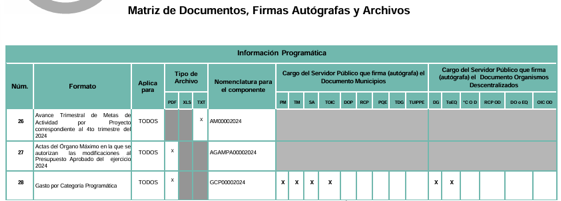 Matriz de Documentos, Firmas Autógrafas y Archivos
Información Programática
Núm. Formato Aplica para Tipo de Archivo Nomenclatura para el componente Cargo del Servidor Público que firma (autógrafa) el Documento Municipios Cargo del Servidor Público que firma (autógrafa) el Documento Organismos Descentralizados
PDF XLS TXT PM TM SA TOIC DOP RCP PQE TDG TUIPPE DG TaEQ °C O D RCP OD DO o EQ OIC OD
26 Avance Trimestral de Metas de Actividad por Proyecto correspondiente al 4to trimestre del 2024 TODOS x AM00002024
27 Actas del Órgano Máximo en la que se autorizan las modificaciones al Presupuesto Aprobado del ejercicio 2024 TODOS x AGAMPA00002024
28 Gasto por Categoría Programática TODOS x GCP00002024 X X X X X X